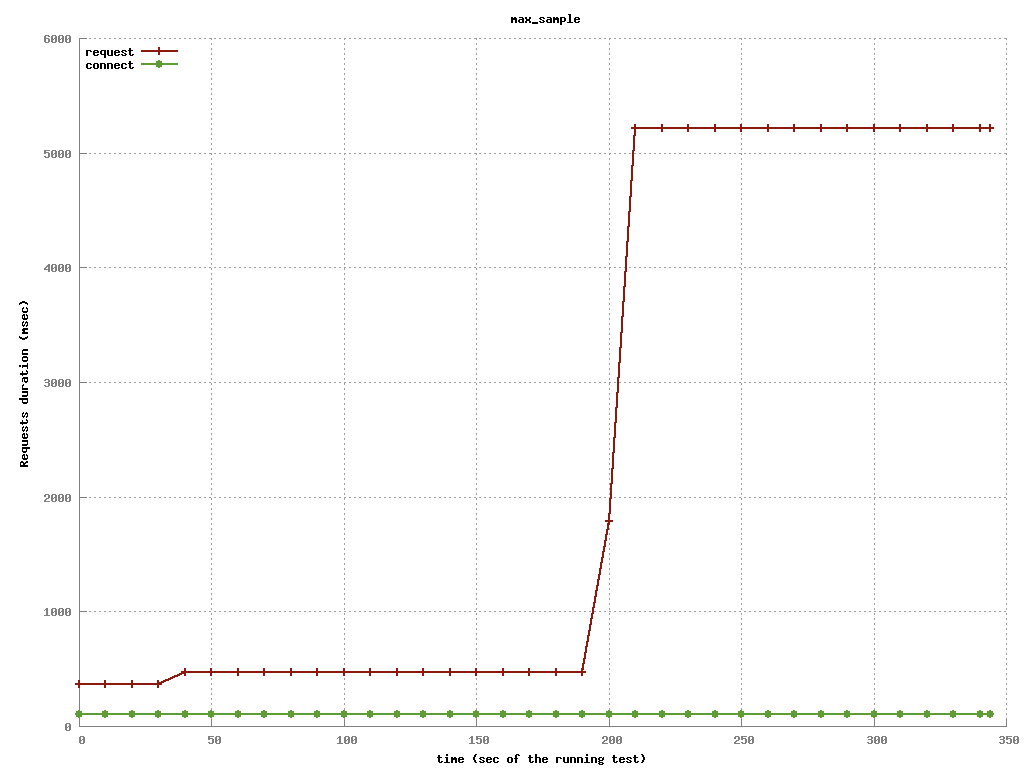 max_sample
6000
request
connect
5000
4000
3000
2000
1000
0
Requests duration (msec)
0 50 100 150 200 250 300 350
time (sec of the running test)